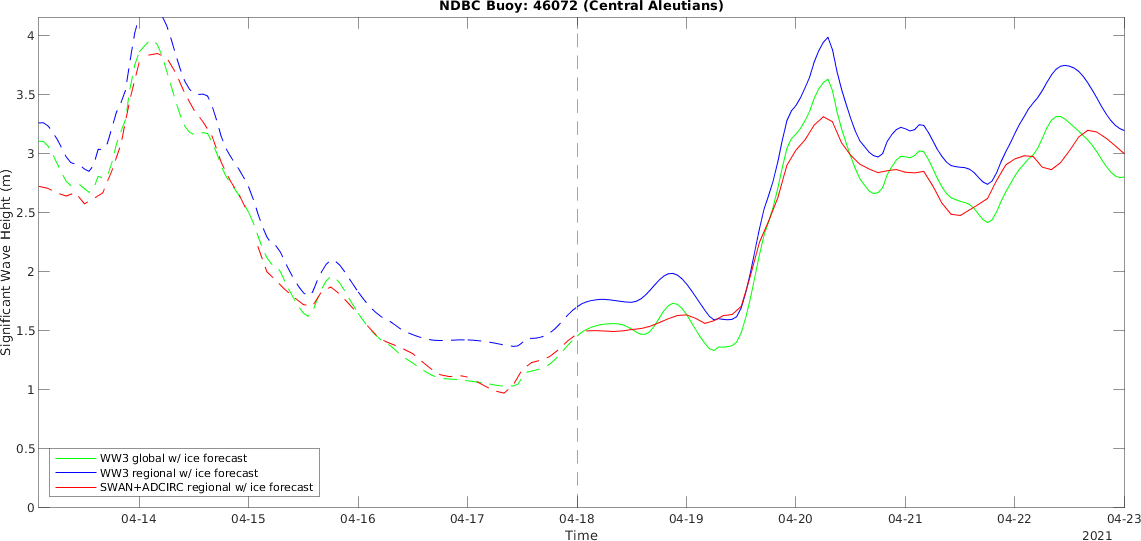 NDBC Buoy: 46072 (Central Aleutians)
4
3.5
3
2.5
2
1.5
1
0.5
0
Significant Wave Height (m)
WW3 global w/ ice forecast
WW3 regional w/ ice forecast
SWAN+ADCIRC regional w/ ice forecast
04-14 04-15 04-16 04-17 04-18 04-19 04-20 04-21 04-22 04-23
Time
2021